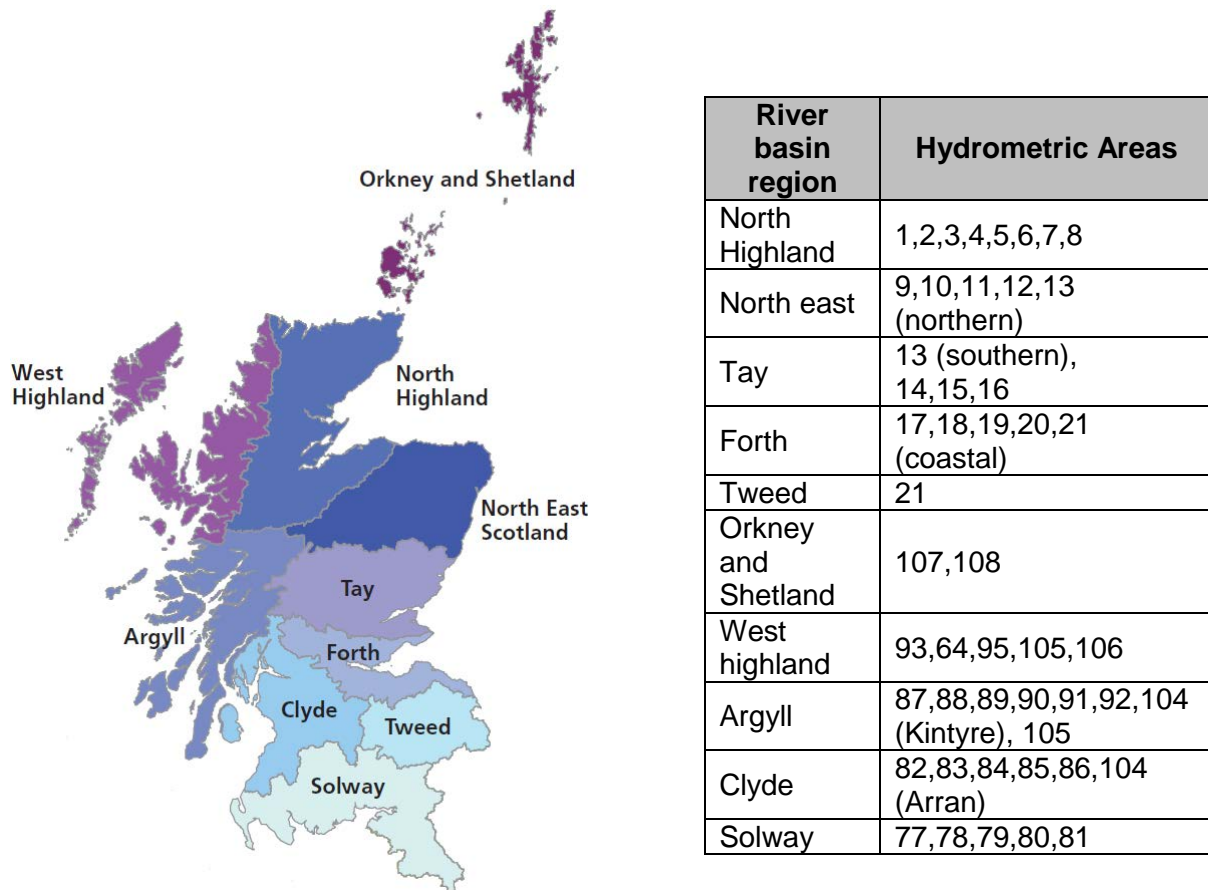 Orkney and Shetland
West
Highland
North
Highland
North East
Scotland
Tay
Argyll
Forth
Clyde
Tweed
Solway
River
basin
region
Hydrometric Areas
North
Highland
1,2,3,4,5,6,7,8
North east
9,10,11,12,13
(northern)
Tay
13 (southern),
14,15,16
Forth
17,18,19,20,21
(coastal)
Tweed
21
Orkney
and
Shetland
107,108
West
highland
93,64,95,105,106
Argyll
87,88,89,90,91,92,104
(Kintyre), 105
Clyde
82,83,84,85,86,104
(Arran)
Solway
77,78,79,80,81